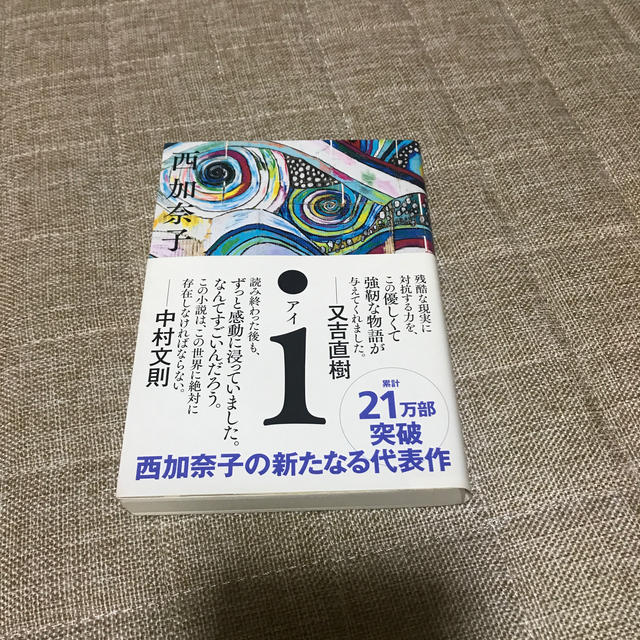 西加奈子
残酷な現実に
対抗する力を、
この優しくて
強靭な物語が
与えてくれました。
──又吉直樹
アイ
i
読み終わった後も、
ずっと感動に浸っていました。
なんてすごいんだろう。
この小説は、この世界に絶対に
存在しなければならない。
──中村文則
累計
21万部
突破
西加奈子の新たなる代表作